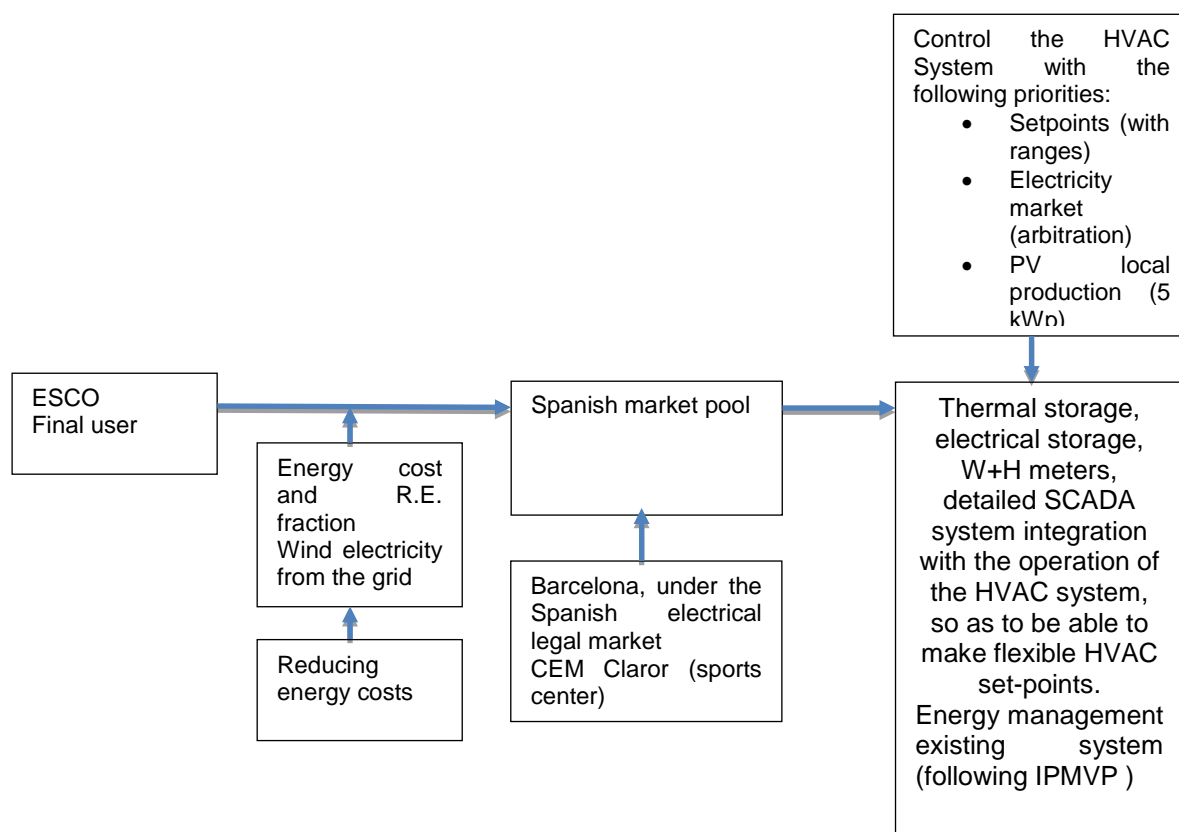 Control the HVAC
System with the
following priorities:
• Setpoints (with
ranges)
• Electricity
market
(arbitration)
• PV local
production (5
kWp)
ESCO
Final user
Spanish market pool
Energy cost
and R.E.
fraction
Wind electricity
from the grid
Reducing
energy costs
Barcelona, under the
Spanish electrical
legal market
CEM Claror (sports
center)
Thermal storage,
electrical storage,
W+H meters,
detailed SCADA
system integration
with the operation of
the HVAC system,
so as to be able to
make flexible HVAC
set-points.
Energy management
existing system
(following IPMVP )